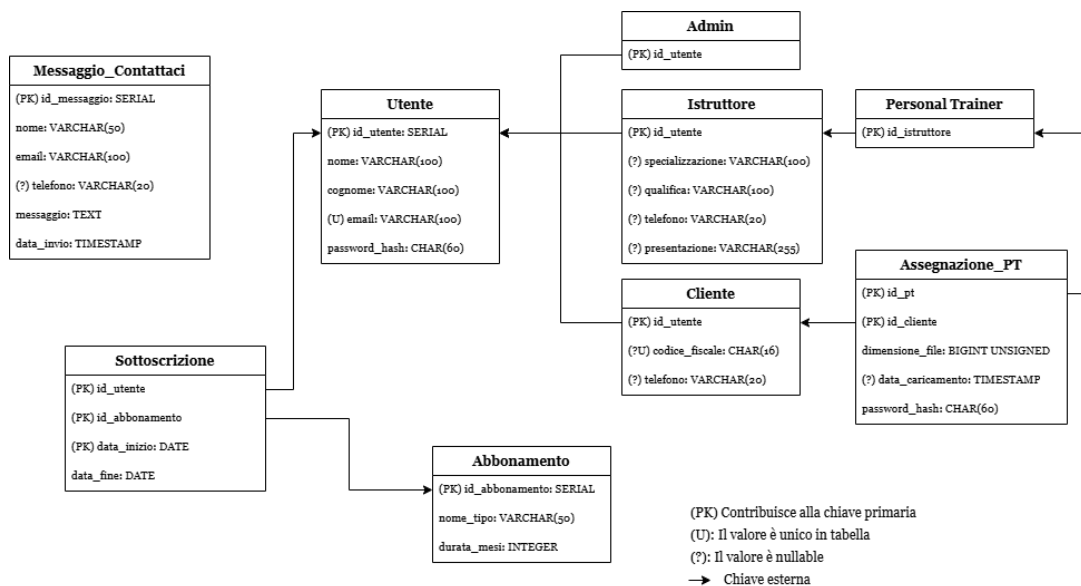 Messaggio_Contattaci
(PK) id_messaggio: SERIAL
nome: VARCHAR(50)
email: VARCHAR(100)
(?) telefono: VARCHAR(20)
messaggio: TEXT
data_invio: TIMESTAMP
Utente
(PK) id_utente: SERIAL
nome: VARCHAR(100)
cognome: VARCHAR(100)
(U) email: VARCHAR(100)
password_hash: CHAR(60)
Admin
(PK) id_utente
Istruttore
(PK) id_utente
(?) specializzazione: VARCHAR(100)
(?) qualifica: VARCHAR(100)
(?) telefono: VARCHAR(20)
(?) presentazione: VARCHAR(255)
Personal Trainer
(PK) id_istruttore
Cliente
(PK) id_utente
(?U) codice_fiscale: CHAR(16)
(?) telefono: VARCHAR(20)
Assegnazione_PT
(PK) id_pt
(PK) id_cliente
dimensione_file: BIGINT UNSIGNED
(?) data_caricamento: TIMESTAMP
password_hash: CHAR(60)
Sottoscrizione
(PK) id_utente
(PK) id_abbonamento
(PK) data_inizio: DATE
data_fine: DATE
Abbonamento
(PK) id_abbonamento: SERIAL
nome_tipo: VARCHAR(50)
durata_mesi: INTEGER
(PK) Contribuisce alla chiave primaria
(U): Il valore è unico in tabella
(?): Il valore è nullable
Chiave esterna